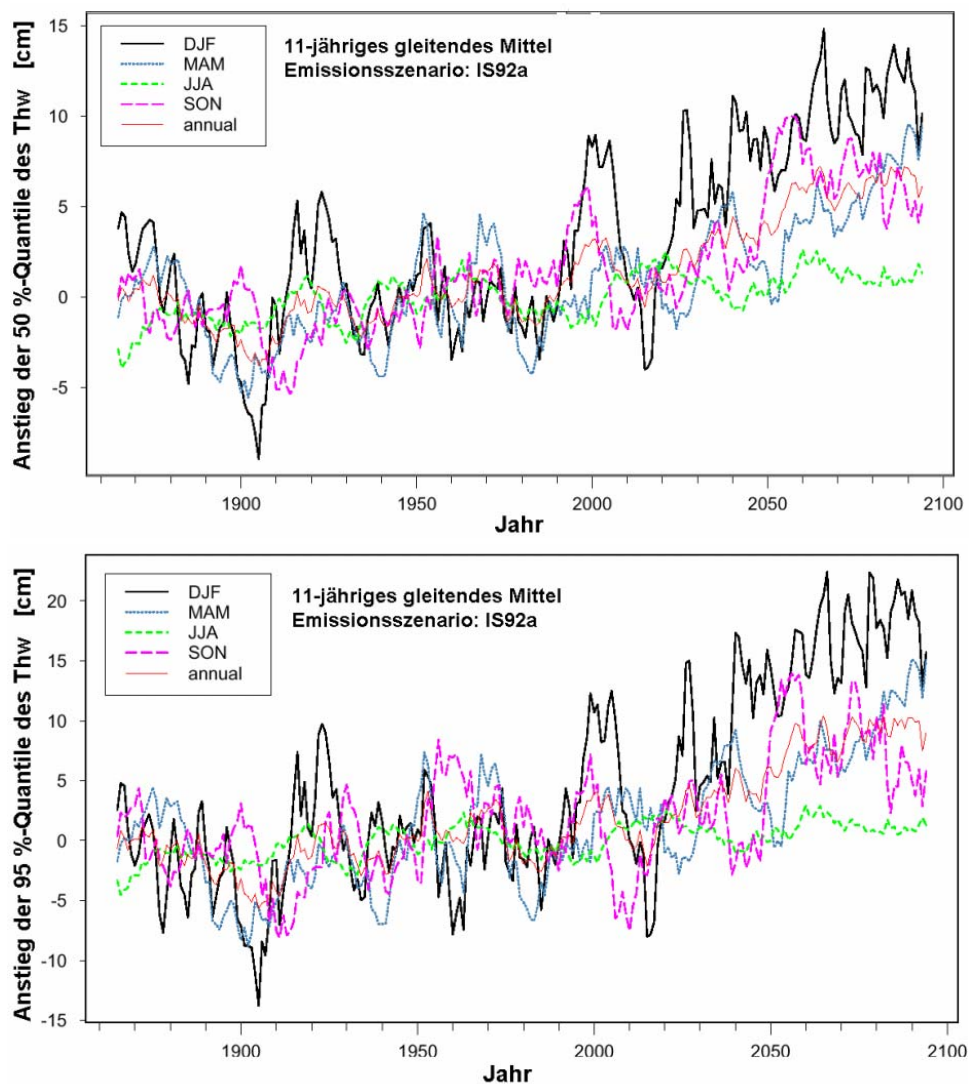 Anstieg der 50 %-Quantile des Thw [cm]
15
10
5
0
-5
DJF
MAM
JJA
SON
annual
11-jähriges gleitendes Mittel
Emissionsszenario: IS92a
1900 1950 2000 2050 2100
Jahr
Anstieg der 95 %-Quantile des Thw [cm]
20
15
10
5
0
-5
-10
-15
DJF
MAM
JJA
SON
annual
11-jähriges gleitendes Mittel
Emissionsszenario: IS92a
1900 1950 2000 2050 2100
Jahr